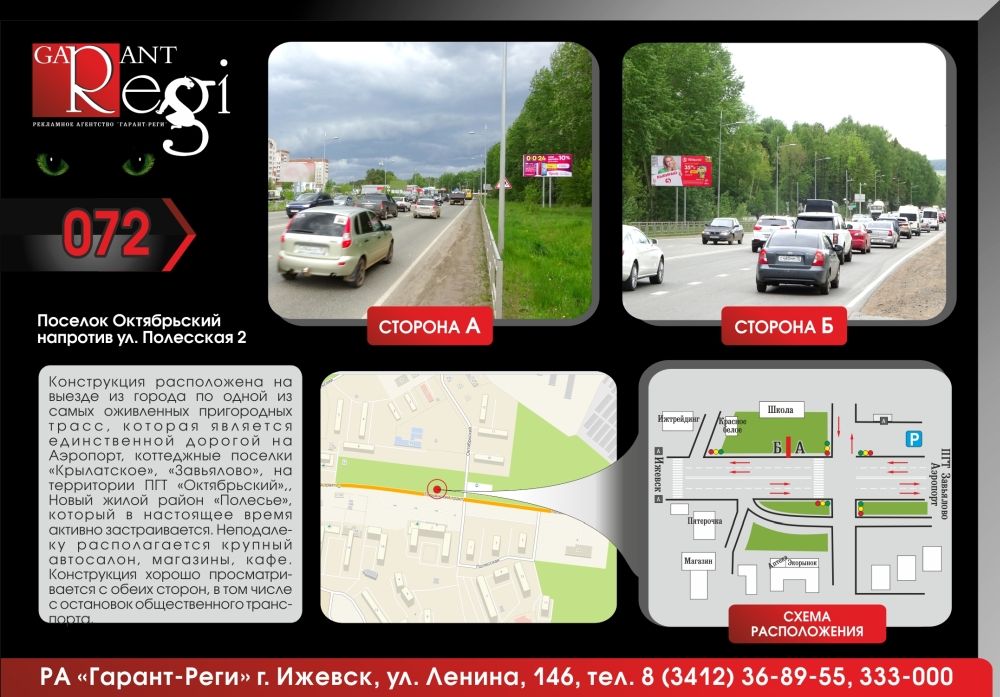 GARANT
Regi
РЕКЛАМНОЕ АГЕНТСТВО "ГАРАНТ-РЕГИ"
072
Поселок Октябрьский
напротив ул. Полесская 2
СТОРОНА А
СТОРОНА Б
Конструкция расположена на
выезде из города по одной из
самых оживленных пригородных
трасс, которая является
единственной дорогой на
Аэропорт, коттеджные поселки
«Крылатское», «Завьялово», на
территории ПГТ «Октябрьский»,,
Новый жилой район «Полесье»,
который в настоящее время
активно застраивается. Неподале-
ку располагается крупный
автосалон, магазины, кафе.
Конструкция хорошо просматри-
вается с обеих сторон, в том числе
с остановок общественного транс-
порта.
Ижтрейдинг
Красное
белое
Школа
Б А
P
А
А
А
Ижевск
ПГТ Завьялово
Аэропорт
Пятерочка
Магазин
Аптека
Экорынок
СХЕМА
РАСПОЛОЖЕНИЯ
РА «Гарант-Реги» г. Ижевск, ул. Ленина, 146, тел. 8 (3412) 36-89-55, 333-000